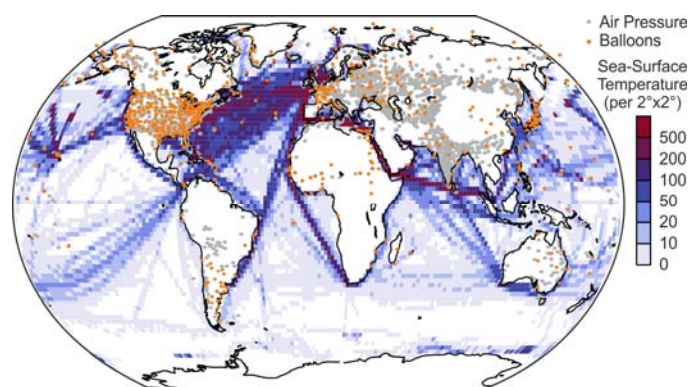 Air Pressure
Balloons
Sea-Surface
Temperature
(per 2°x2°)
500
200
100
50
20
10
0